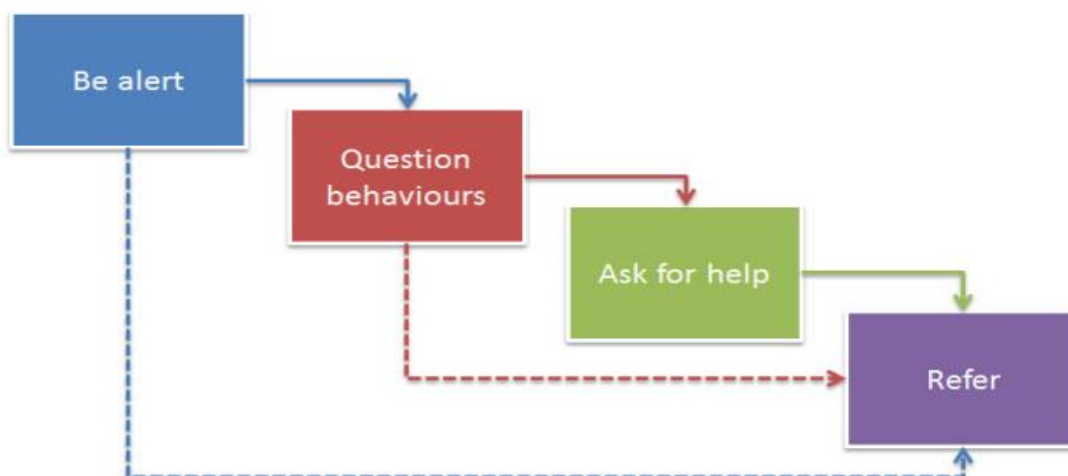 Be alert
Question
behaviours
Ask for help
Refer